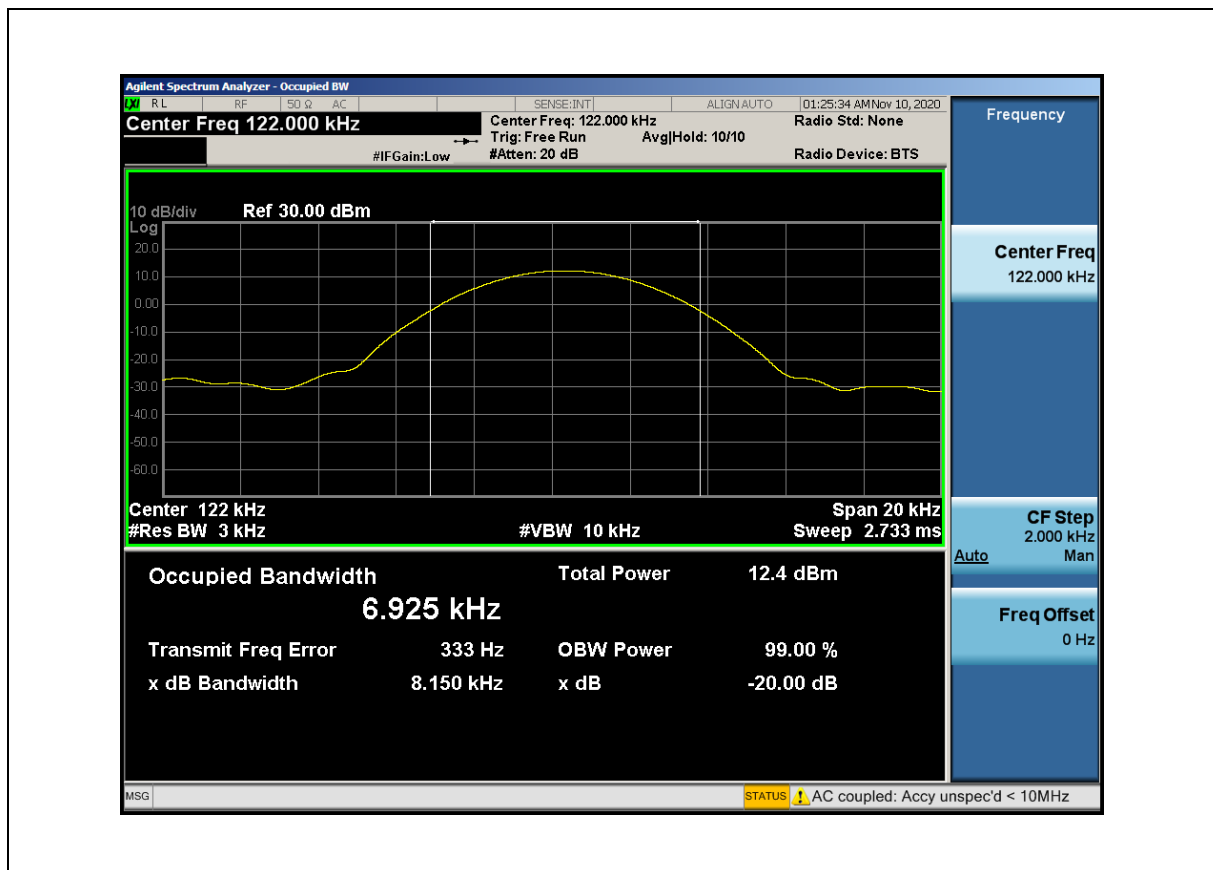 Agilent Spectrum Analyzer - Occupied BW
LXI RL RF 50 Ω AC SENSE:INT ALIGN AUTO 01:25:34 AM Nov 10, 2020
Center Freq 122.000 kHz
#IFGain:Low
Center Freq: 122.000 kHz
Trig: Free Run Avg|Hold: 10/10
#Atten: 20 dB
Radio Std: None
Radio Device: BTS
10 dB/div Ref 30.00 dBm
Log
20.0
10.0
0.00
-10.0
-20.0
-30.0
-40.0
-50.0
-60.0
Center 122 kHz Span 20 kHz
#Res BW 3 kHz #VBW 10 kHz Sweep 2.733 ms
Occupied Bandwidth Total Power 12.4 dBm
6.925 kHz
Transmit Freq Error 333 Hz OBW Power 99.00 %
x dB Bandwidth 8.150 kHz x dB -20.00 dB
Frequency
Center Freq
122.000 kHz
CF Step
2.000 kHz
Auto Man
Freq Offset
0 Hz
MSG STATUS AC coupled: Accy unspec'd < 10MHz